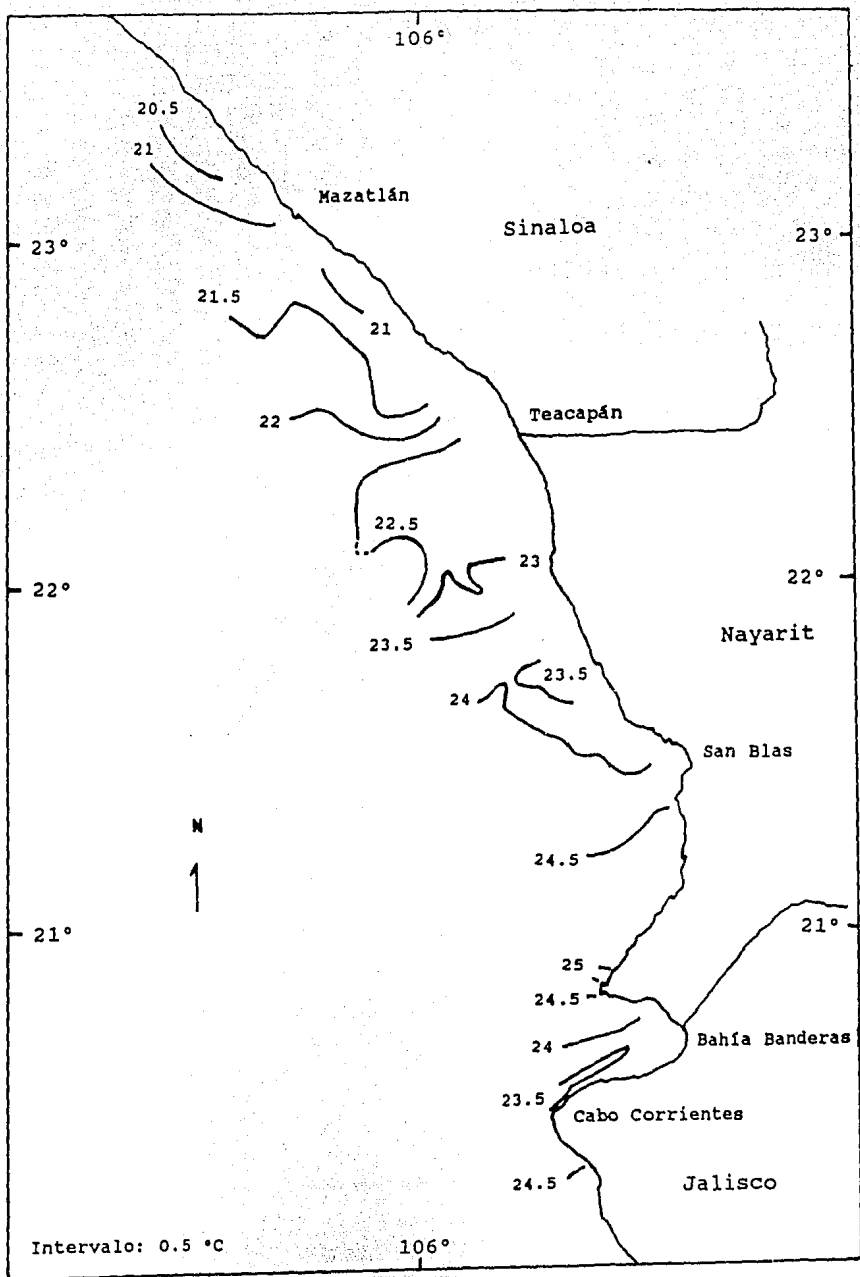 106°
20.5
21
Mazatlán
Sinaloa
23°
23°
21.5
21
Teacapán
22
22.5
23
22°
22°
23.5
Nayarit
23.5
24
San Blas
N
24.5
21°
21°
25
24.5
24
Bahía Banderas
23.5
Cabo Corrientes
24.5
Jalisco
Intervalo: 0.5 °C
106°